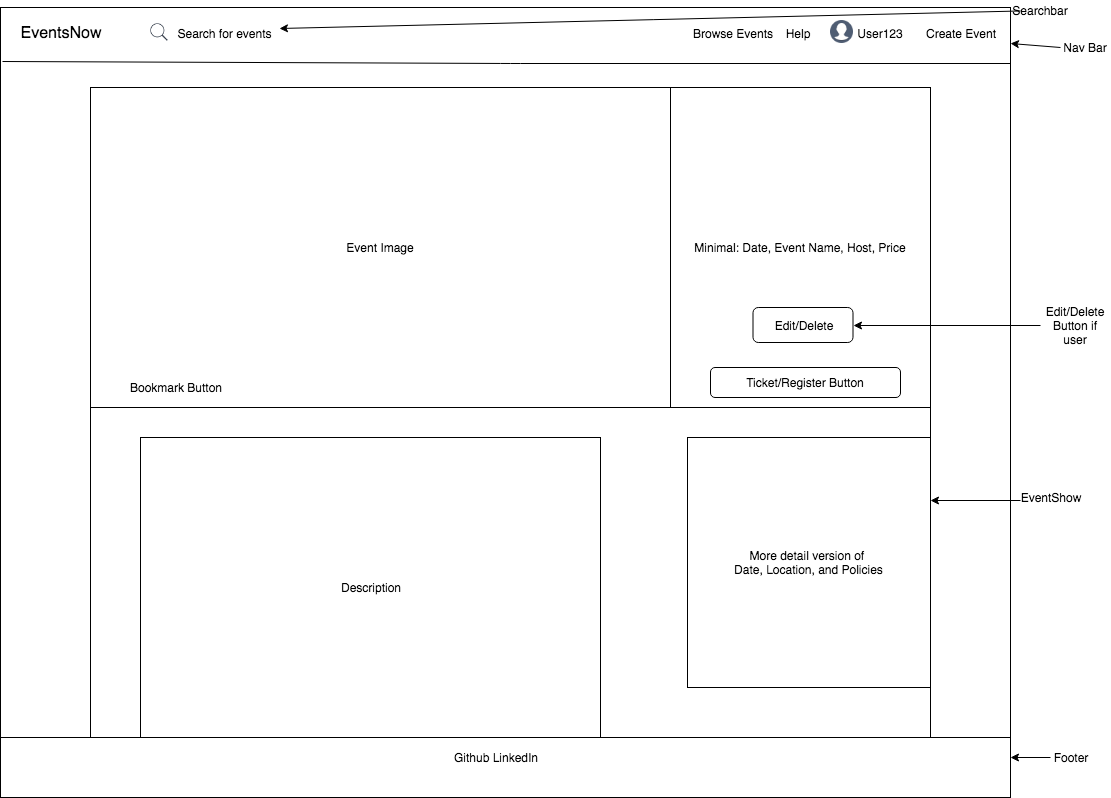 Searchbar
EventsNow
Search for events
Browse Events
Help
User123
Create Event
Nav Bar
Event Image
Minimal: Date, Event Name, Host, Price
Edit/Delete
Edit/Delete
Button if
user
Bookmark Button
Ticket/Register Button
EventShow
More detail version of
Date, Location, and Policies
Description
Github LinkedIn
Footer